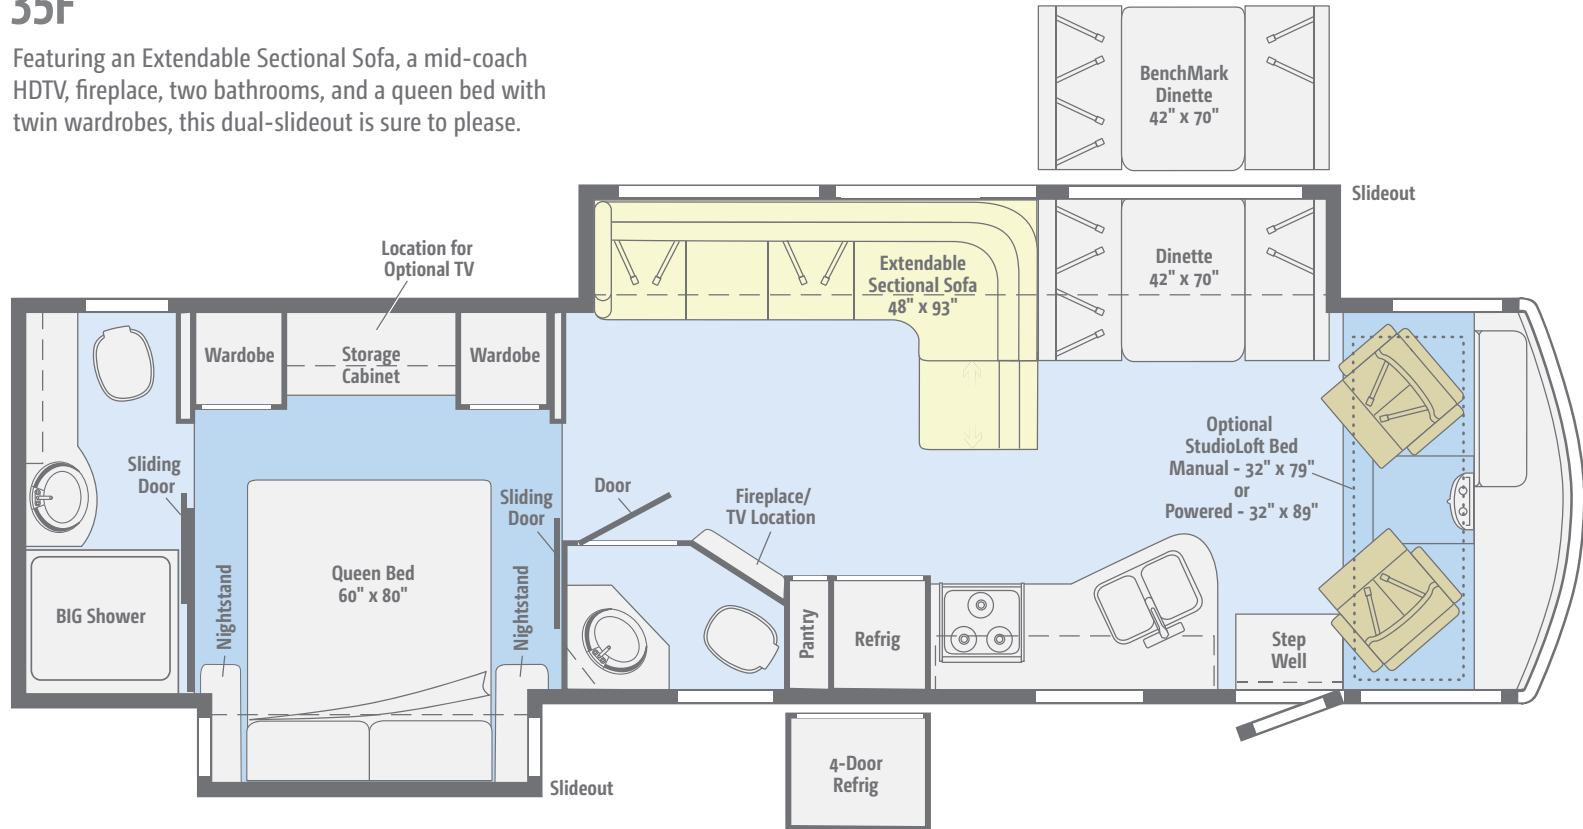 35F
Featuring an Extendable Sectional Sofa, a mid-coach
HDTV, fireplace, two bathrooms, and a queen bed with
twin wardrobes, this dual-slideout is sure to please.
BenchMark
Dinette
42" x 70"
Slideout
Location for
Optional TV
Extendable
Sectional Sofa
48" x 93"
Dinette
42" x 70"
Wardobe
Storage
Cabinet
Wardobe
Optional
StudioLoft Bed
Manual - 32" x 79"
or
Powered - 32" x 89"
Sliding
Door
Sliding
Door
Door
Fireplace/
TV Location
Queen Bed
60" x 80"
Nightstand
Nightstand
BIG Shower
Pantry
Refrig
Step
Well
4-Door
Refrig
Slideout